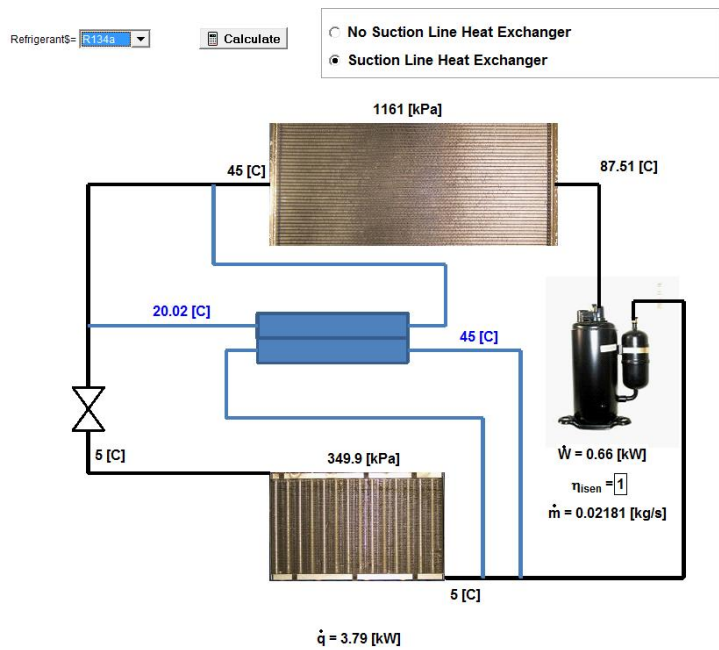 Refrigerant$= R134a
Calculate
No Suction Line Heat Exchanger
Suction Line Heat Exchanger
1161 [kPa]
45 [C]
87.51 [C]
20.02 [C]
45 [C]
5 [C]
349.9 [kPa]
Ẇ = 0.66 [kW]
ηisen = 1
ṁ = 0.02181 [kg/s]
5 [C]
q̇ = 3.79 [kW]